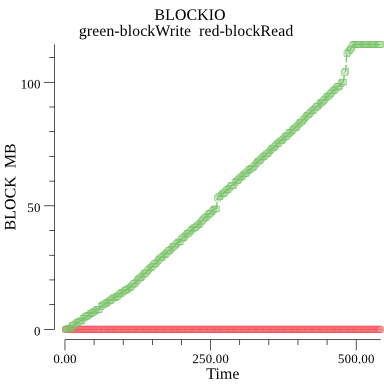 BLOCKIO
green-blockWrite red-blockRead
BLOCK MB
100
50
0
0.00 250.00 500.00
Time